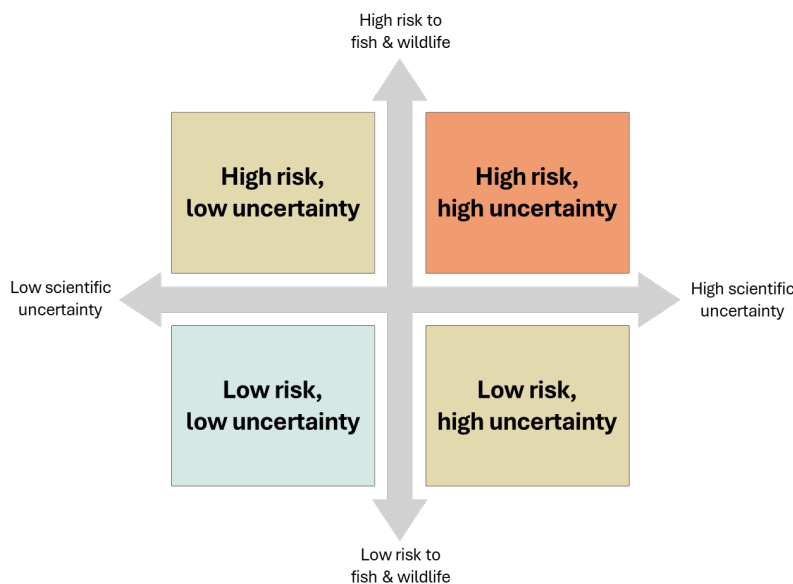 High risk to
fish & wildlife
High risk,
low uncertainty
High risk,
high uncertainty
Low scientific
uncertainty
High scientific
uncertainty
Low risk,
low uncertainty
Low risk,
high uncertainty
Low risk to
fish & wildlife